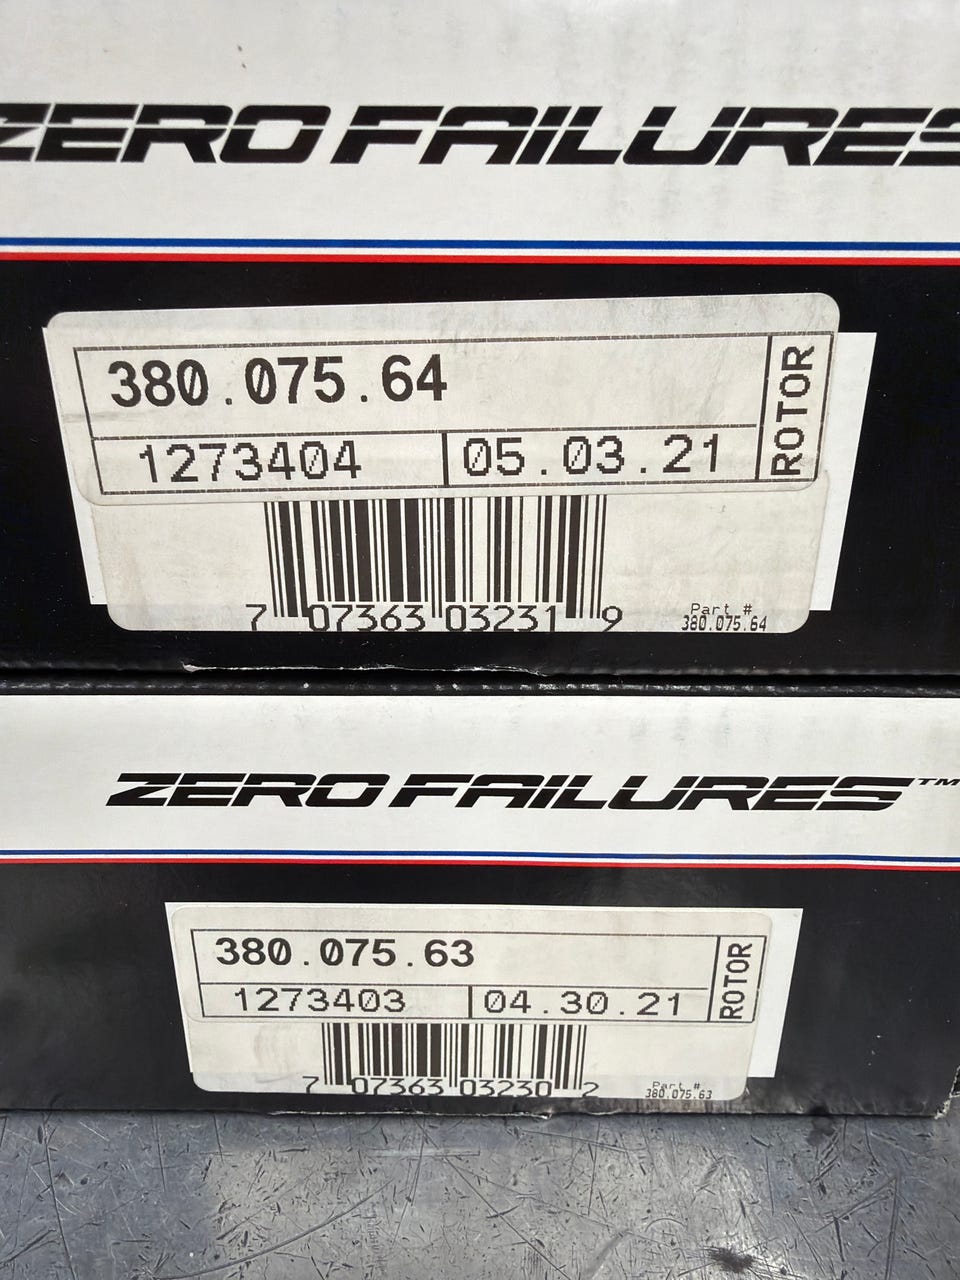 ZERO FAILURES
380.075.64
ROTOR
1273404 05.03.21
7 07363 03231 9
Part #
380.075.64
ZERO FAILURES™
380.075.63
ROTOR
1273403 04.30.21
7 07363 03230 2
Part #
380.075.63